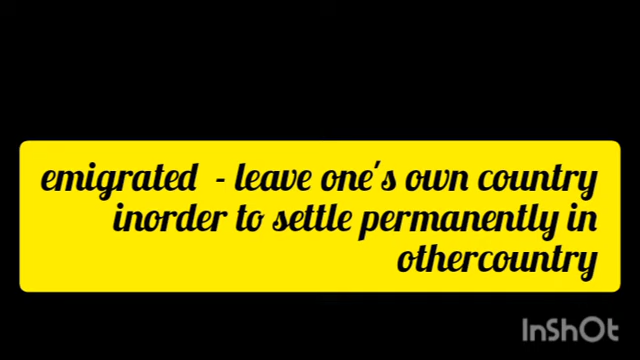 emigrated - leave one's own country
inorder to settle permanently in
othercountry
InShOt